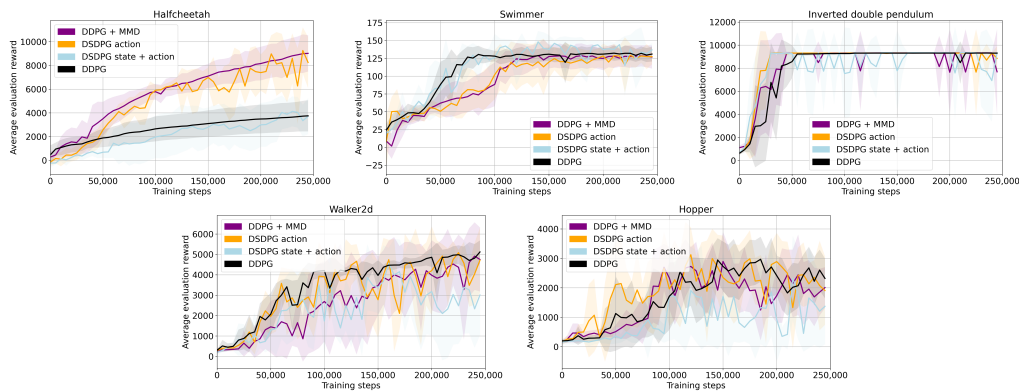 Halfcheetah
Average evaluation reward
10000
8000
6000
4000
2000
0
DDPG + MMD
DSDPG action
DSDPG state + action
DDPG
0 50,000 100,000 150,000 200,000 250,000
Training steps
Swimmer
Average evaluation reward
175
150
125
100
75
50
25
0
−25
DDPG + MMD
DSDPG action
DSDPG state + action
DDPG
0 50,000 100,000 150,000 200,000 250,000
Training steps
Inverted double pendulum
Average evaluation reward
12000
10000
8000
6000
4000
2000
0
DDPG + MMD
DSDPG action
DSDPG state + action
DDPG
0 50,000 100,000 150,000 200,000 250,000
Training steps
Walker2d
Average evaluation reward
6000
5000
4000
3000
2000
1000
0
DDPG + MMD
DSDPG action
DSDPG state + action
DDPG
0 50,000 100,000 150,000 200,000 250,000
Training steps
Hopper
Average evaluation reward
4000
3000
2000
1000
0
DDPG + MMD
DSDPG action
DSDPG state + action
DDPG
0 50,000 100,000 150,000 200,000 250,000
Training steps